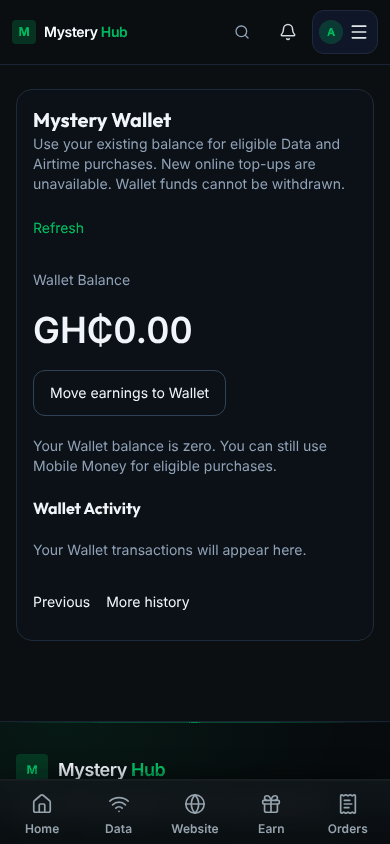 M Mystery Hub A
Mystery Wallet
Use your existing balance for eligible Data and
Airtime purchases. New online top-ups are
unavailable. Wallet funds cannot be withdrawn.
Refresh
Wallet Balance
GH₵0.00
Move earnings to Wallet
Your Wallet balance is zero. You can still use
Mobile Money for eligible purchases.
Wallet Activity
Your Wallet transactions will appear here.
Previous More history
M Mystery Hub
Home Data Website Earn Orders